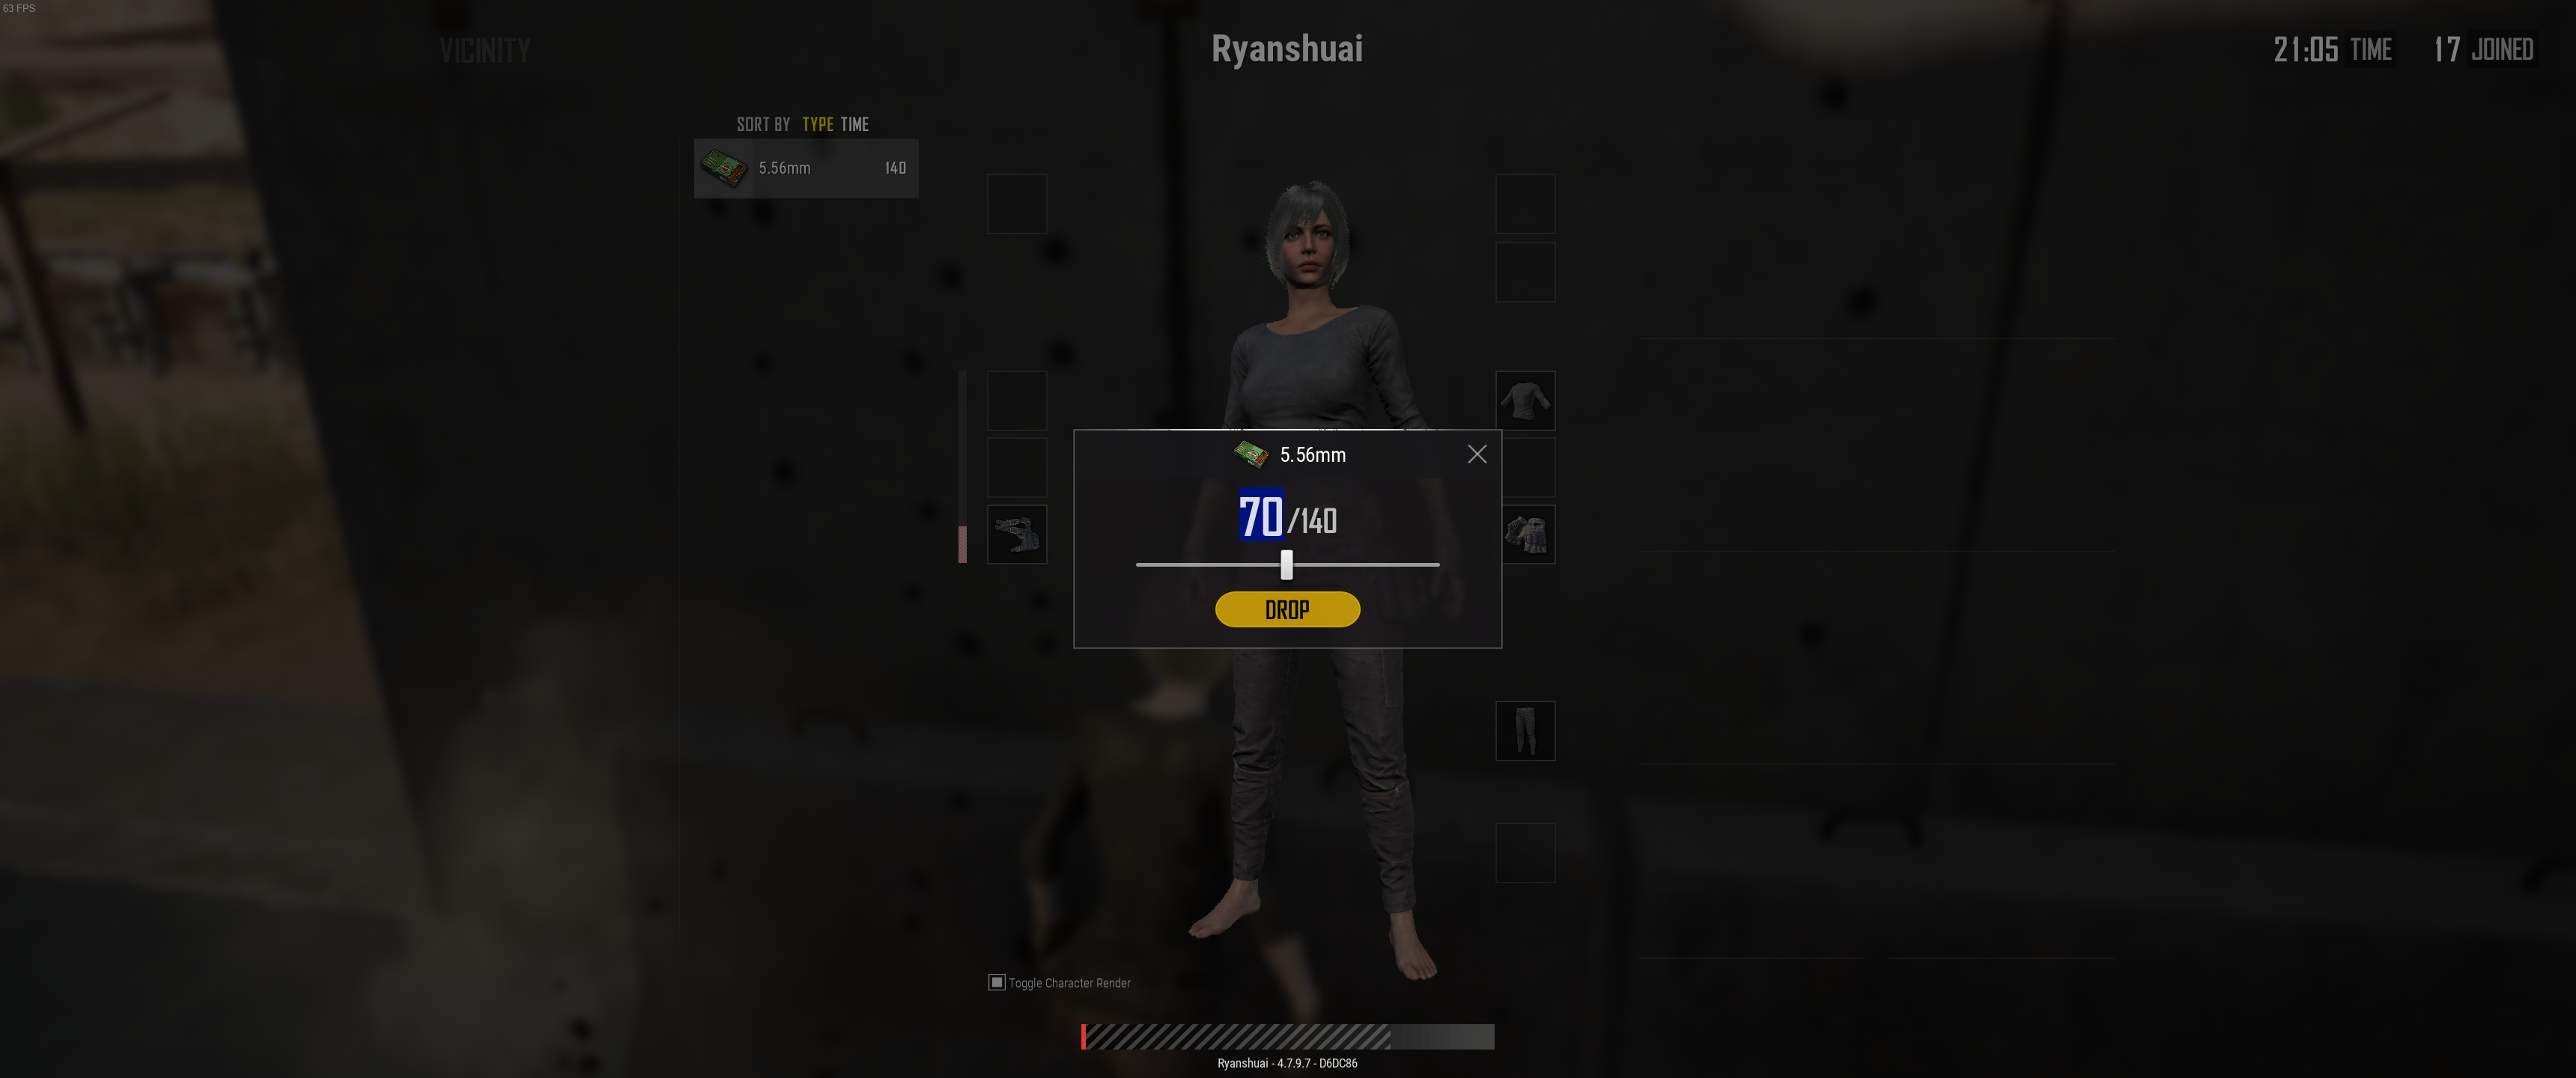 63 FPS
VICINITY
Ryanshuai
21:05 TIME 17 JOINED
SORT BY TYPE TIME
5.56mm 140
5.56mm
70/140
DROP
Toggle Character Render
Ryanshuai - 4.7.9.7 - D6DC86